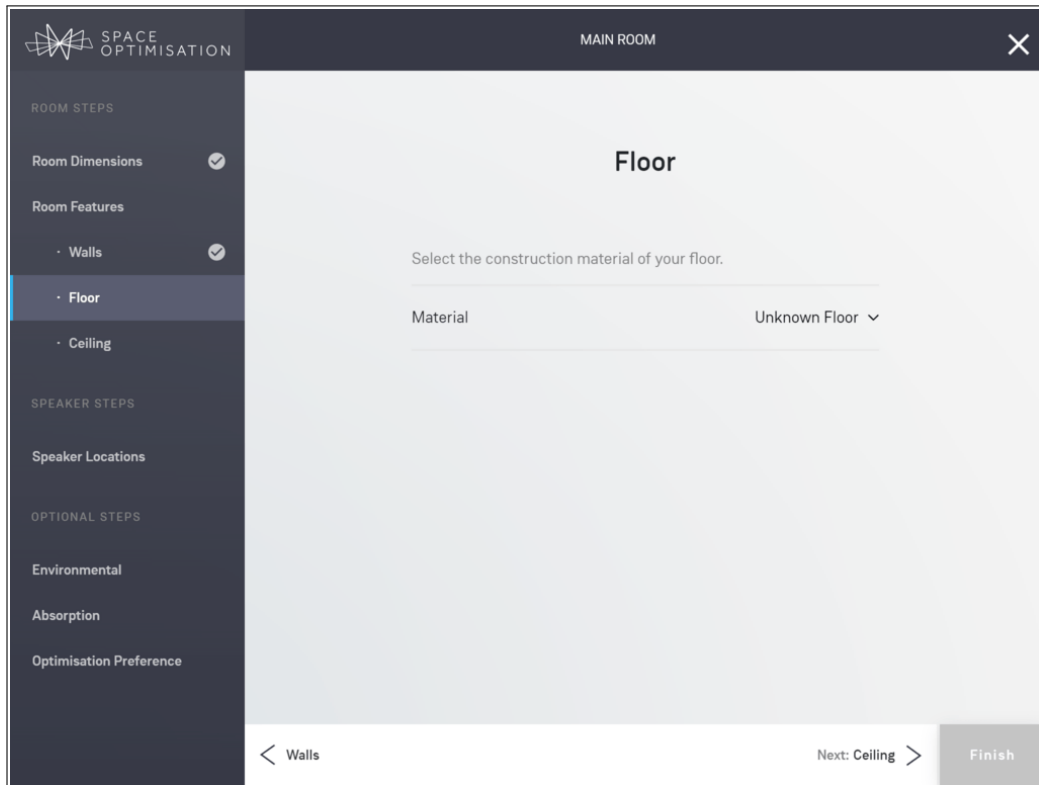 SPACE
OPTIMISATION
MAIN ROOM
ROOM STEPS
Room Dimensions
Room Features
· Walls
· Floor
· Ceiling
SPEAKER STEPS
Speaker Locations
OPTIONAL STEPS
Environmental
Absorption
Optimisation Preference
Floor
Select the construction material of your floor.
Material
Unknown Floor
Walls
Next: Ceiling
Finish